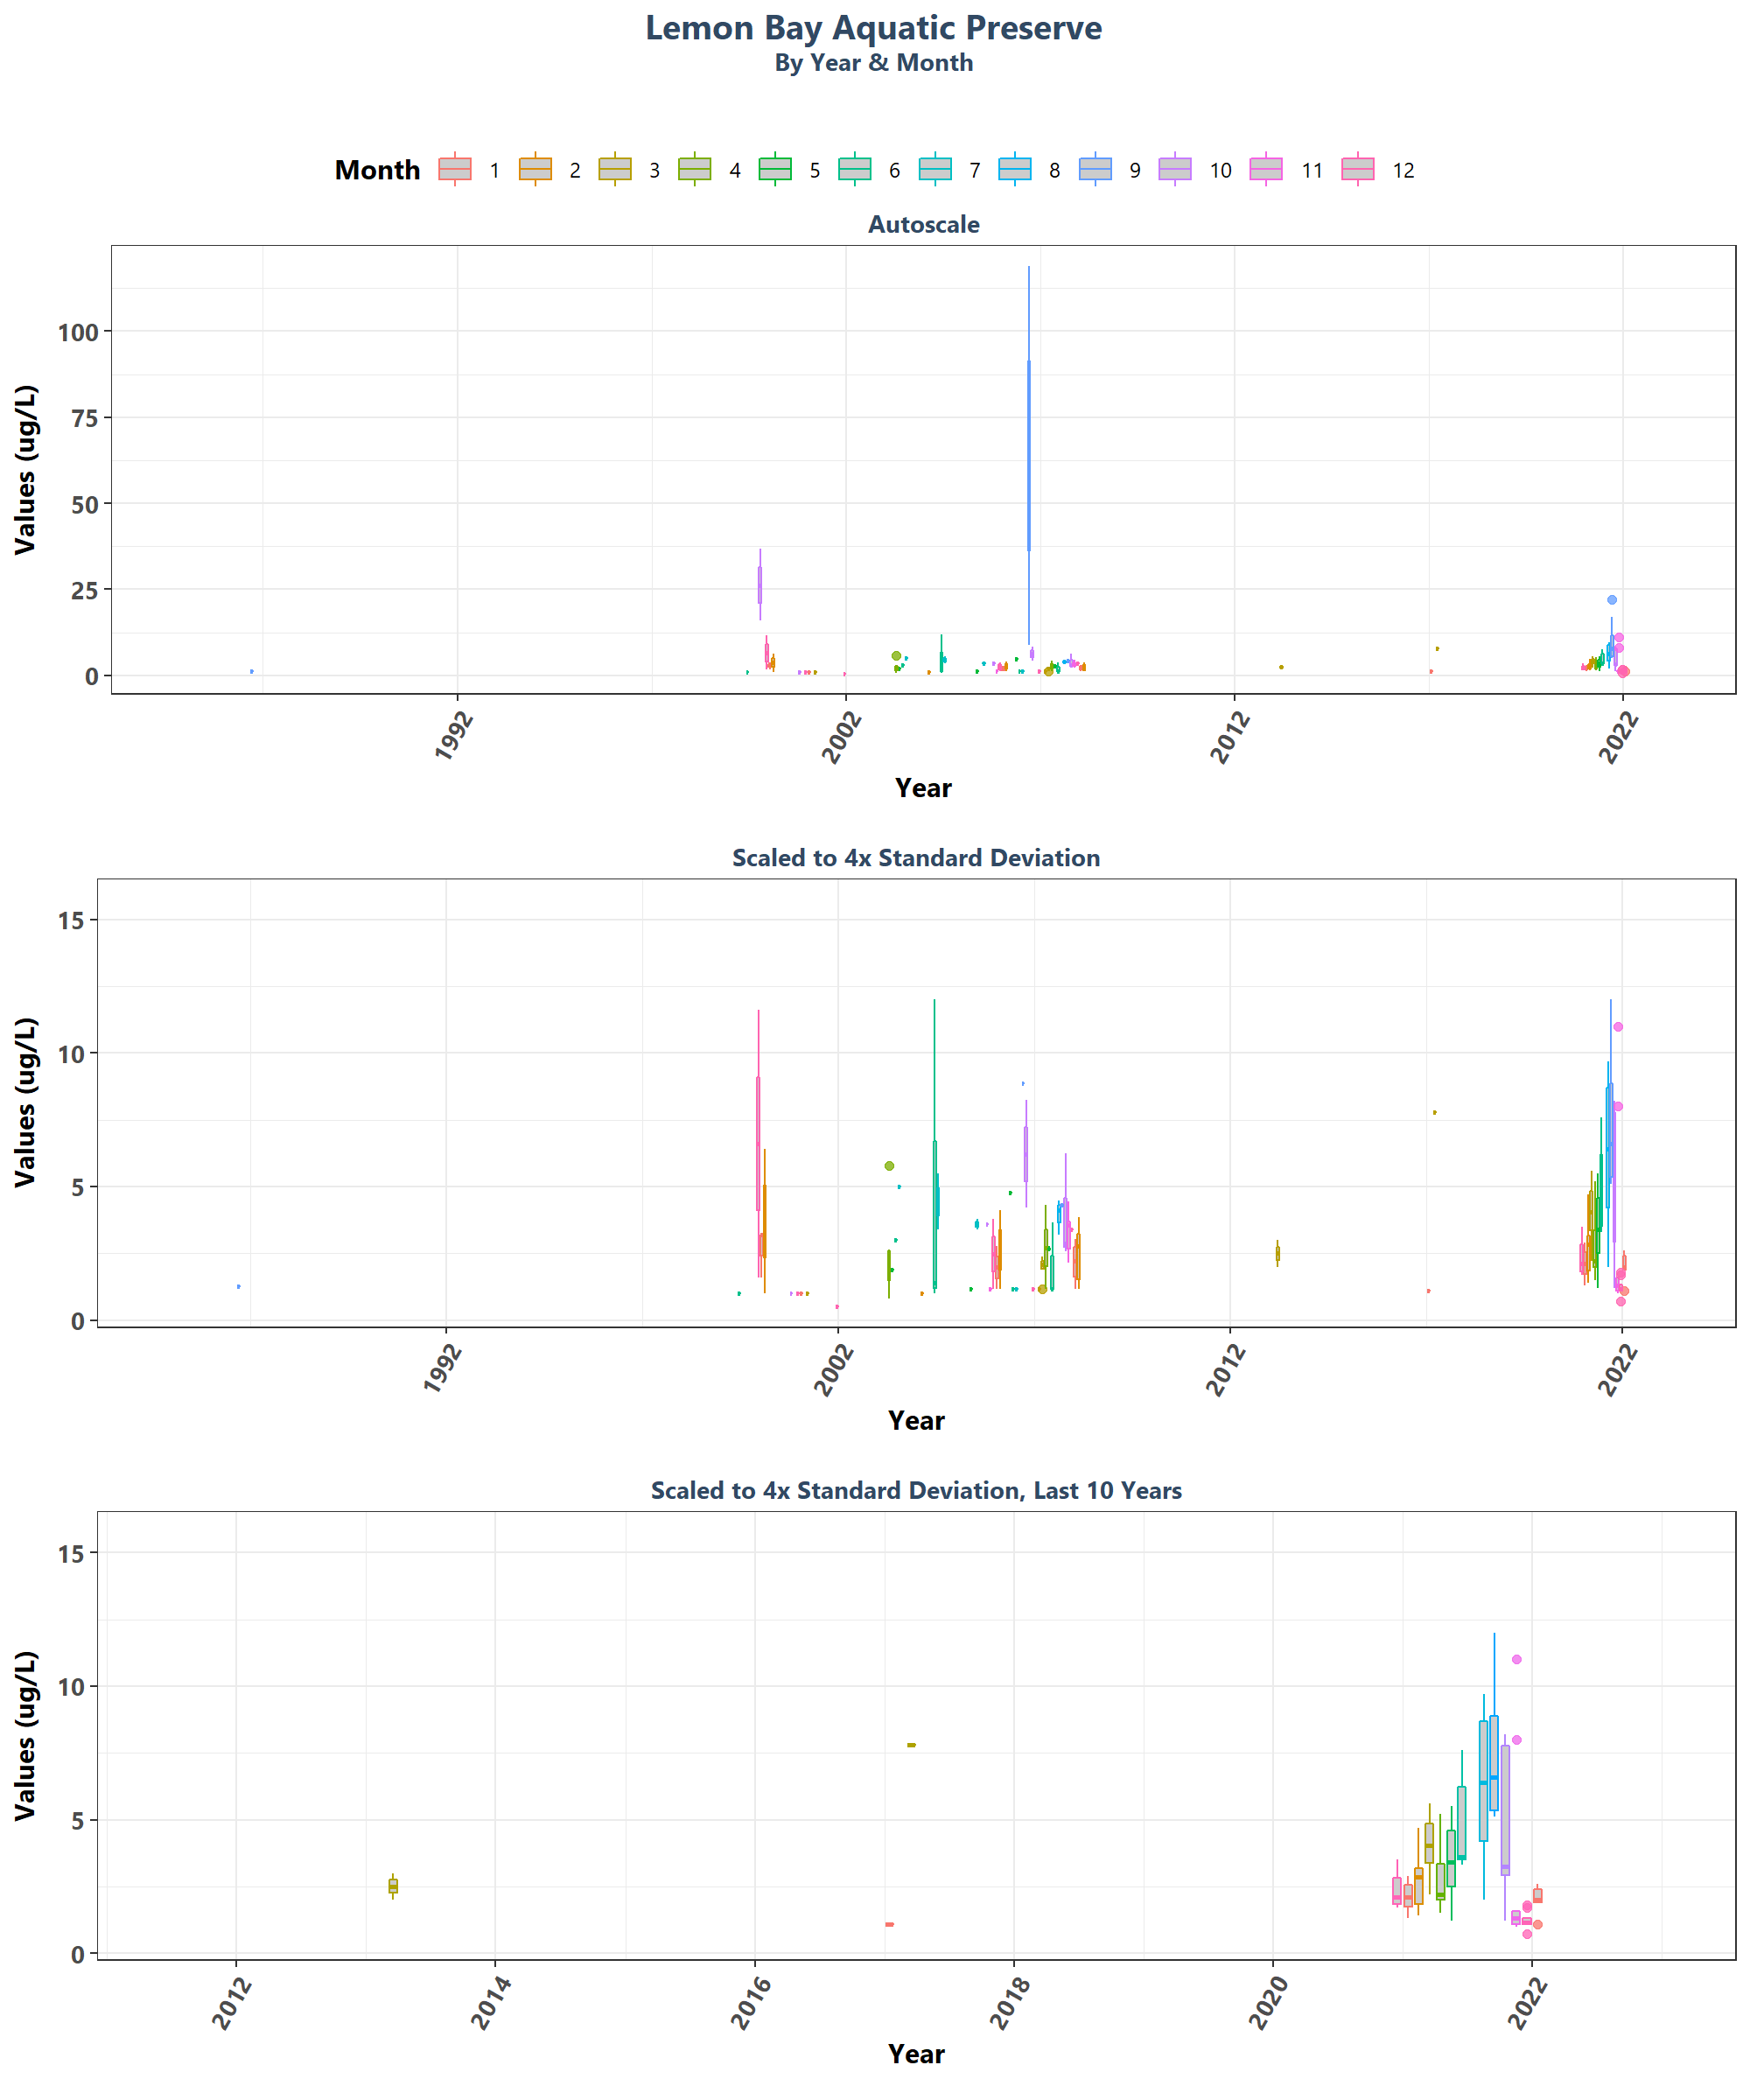 Lemon Bay Aquatic Preserve
By Year & Month
Month 1 2 3 4 5 6 7 8 9 10 11 12
Autoscale
Values (ug/L)
100
75
50
25
0
1992 2002 2012 2022
Year
Scaled to 4x Standard Deviation
Values (ug/L)
15
10
5
0
1992 2002 2012 2022
Year
Scaled to 4x Standard Deviation, Last 10 Years
Values (ug/L)
15
10
5
0
2012 2014 2016 2018 2020 2022
Year